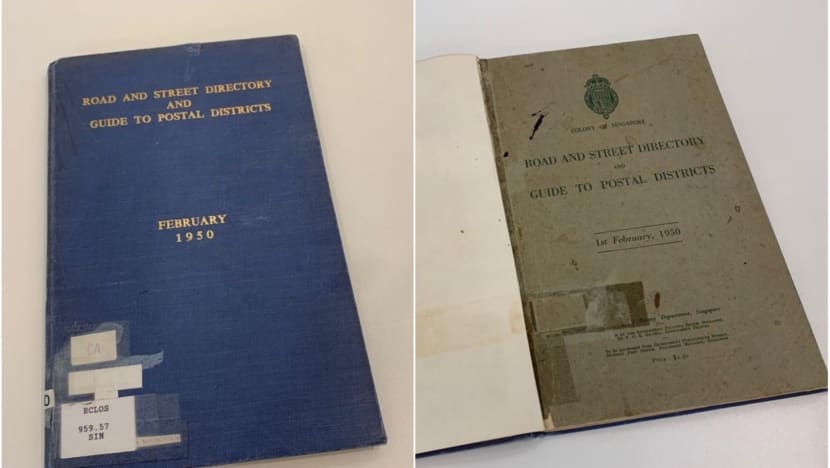 ROAD AND STREET DIRECTORY
AND
GUIDE TO POSTAL DISTRICTS
FEBRUARY
1950
CA
RCLOS
959.57
SIN
COLONY OF SINGAPORE
ROAD AND STREET DIRECTORY
AND
GUIDE TO POSTAL DISTRICTS
1st February, 1950
Department, Singapore